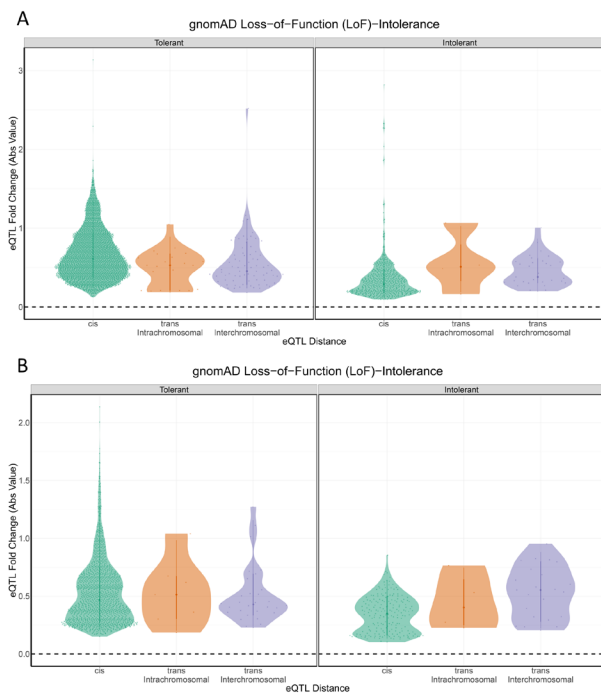 A
gnomAD Loss−of−Function (LoF)−Intolerance
Tolerant Intolerant
eQTL Fold Change (Abs Value)
3
2
1
0
cis trans Intrachromosomal trans Interchromosomal cis trans Intrachromosomal trans Interchromosomal
eQTL Distance
B
gnomAD Loss−of−Function (LoF)−Intolerance
Tolerant Intolerant
eQTL Fold Change (Abs Value)
2.0
1.5
1.0
0.5
0.0
cis trans Intrachromosomal trans Interchromosomal cis trans Intrachromosomal trans Interchromosomal
eQTL Distance